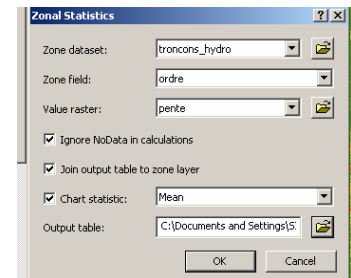 Zonal Statistics
Zone dataset: troncons_hydro
Zone field: ordre
Value raster: pente
Ignore NoData in calculations
Join output table to zone layer
Chart statistic: Mean
Output table: C:\Documents and Settings\S
OK Cancel